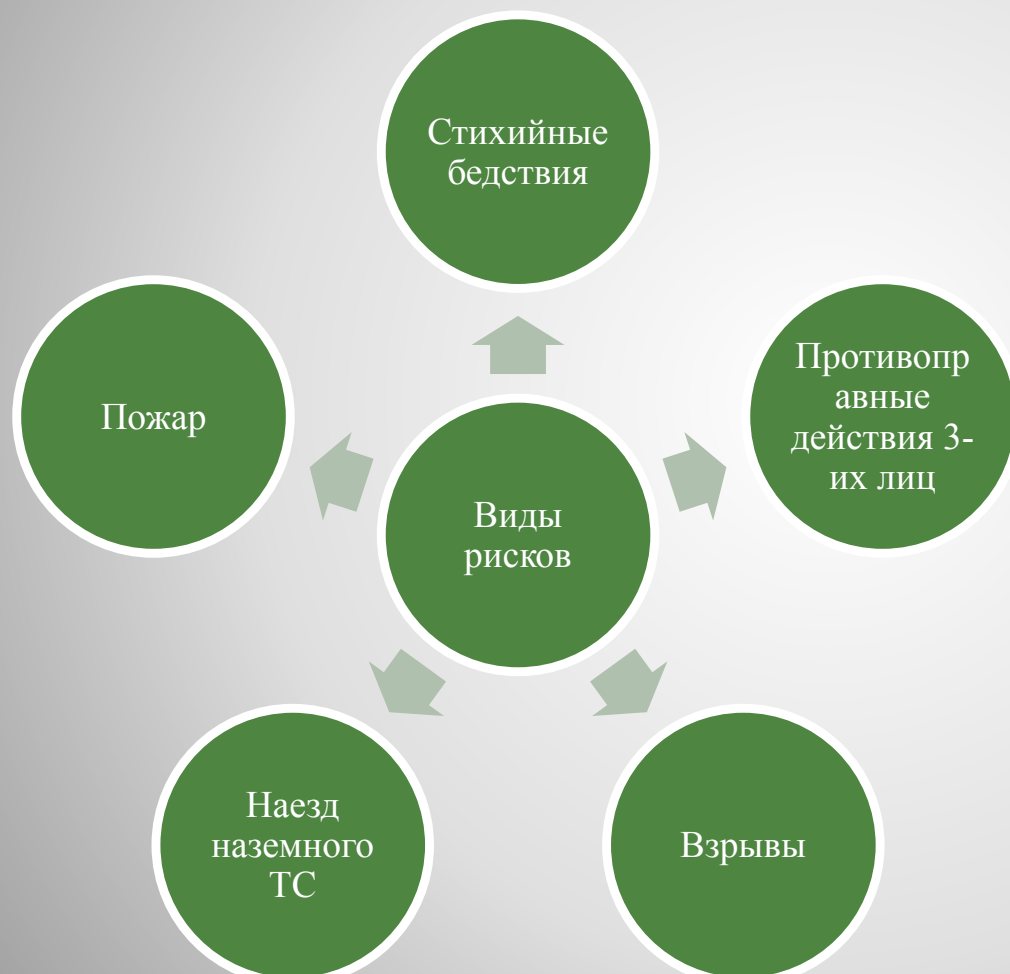 Стихийные
бедствия
Противопр
авные
действия 3-
их лиц
Пожар
Виды
рисков
Наезд
наземного
ТС
Взрывы